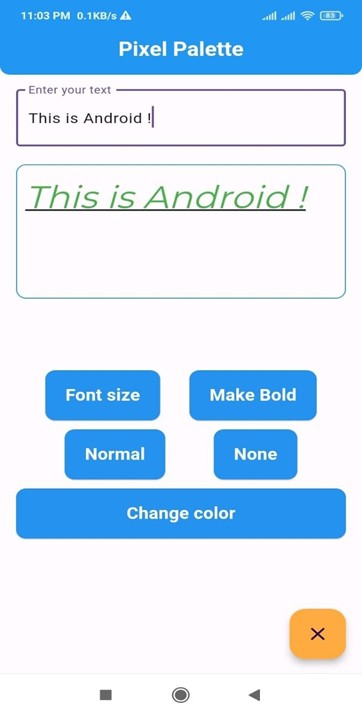 11:03 PM 0.1KB/s 83
Pixel Palette
Enter your text
This is Android !
This is Android !
Font size Make Bold
Normal None
Change color